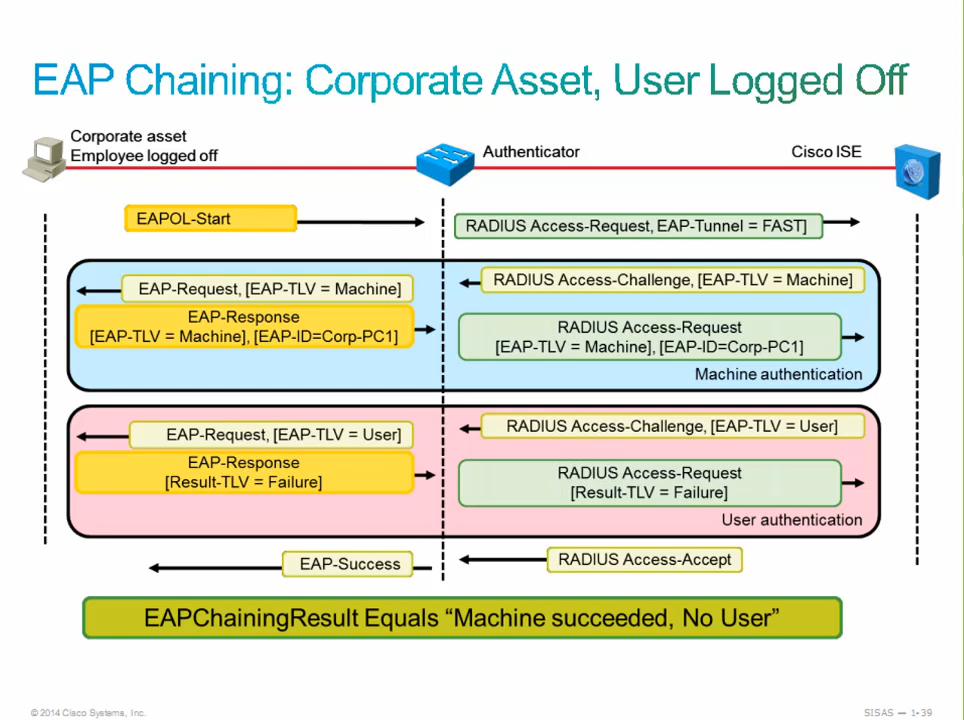 EAP Chaining: Corporate Asset, User Logged Off
Corporate asset
Employee logged off
Authenticator
Cisco ISE
EAPOL-Start
RADIUS Access-Request, EAP-Tunnel = FAST]
EAP-Request, [EAP-TLV = Machine]
RADIUS Access-Challenge, [EAP-TLV = Machine]
EAP-Response
[EAP-TLV = Machine], [EAP-ID=Corp-PC1]
RADIUS Access-Request
[EAP-TLV = Machine], [EAP-ID=Corp-PC1]
Machine authentication
EAP-Request, [EAP-TLV = User]
RADIUS Access-Challenge, [EAP-TLV = User]
EAP-Response
[Result-TLV = Failure]
RADIUS Access-Request
[Result-TLV = Failure]
User authentication
EAP-Success
RADIUS Access-Accept
EAPChainingResult Equals “Machine succeeded, No User”
© 2014 Cisco Systems, Inc.
SISAS — 1-39